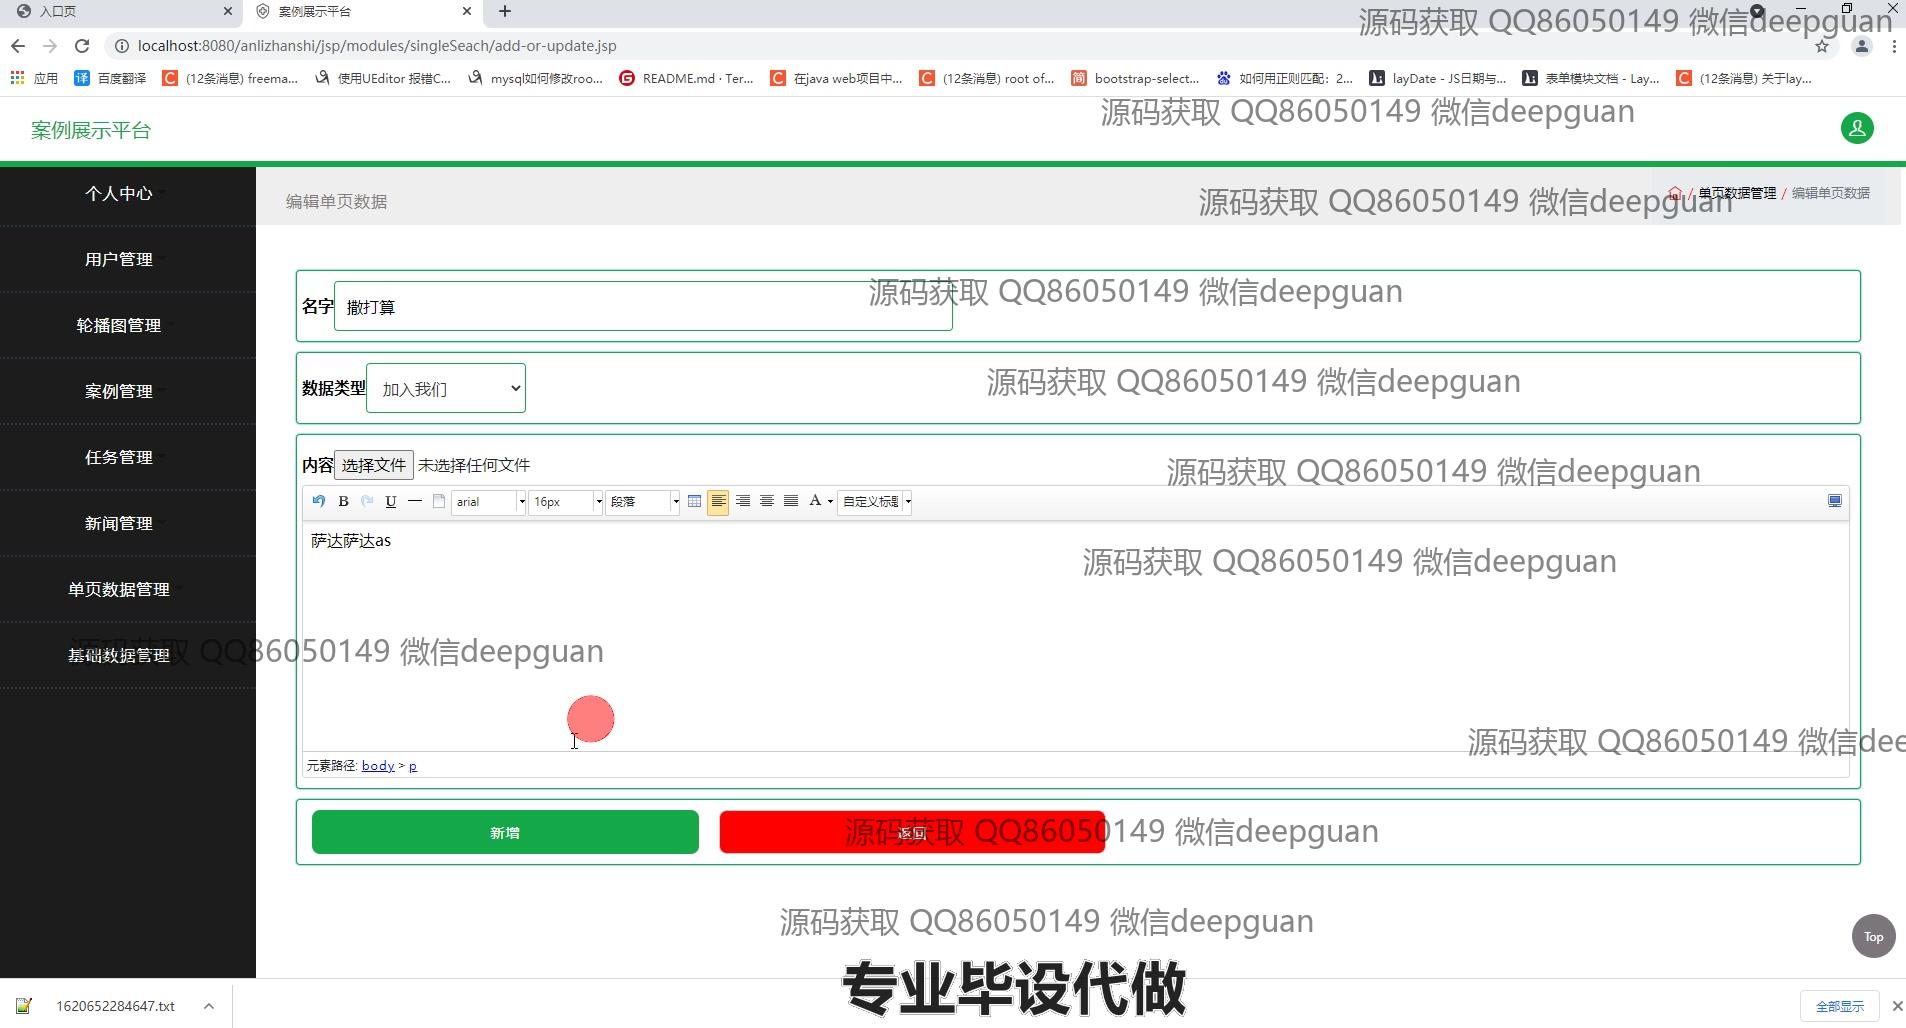 入口页
案例展示平台
源码获取 QQ86050149 微信deepguan
localhost:8080/anlizhanshi/jsp/modules/singleSeach/add-or-update.jsp
应用
百度翻译
(12条消息) freema...
使用UEditor 报错C...
mysql如何修改roo...
README.md · Ter...
在java web项目中...
(12条消息) root of...
bootstrap-select...
如何用正则匹配：2...
layDate - JS日期与...
表单模块文档 - Lay...
(12条消息) 关于lay...
源码获取 QQ86050149 微信deepguan
案例展示平台
个人中心
编辑单页数据
源码获取 QQ86050149 微信deepguan
/ 单页数据管理 / 编辑单页数据
用户管理
名字 撒打算
源码获取 QQ86050149 微信deepguan
轮播图管理
案例管理
数据类型 加入我们
源码获取 QQ86050149 微信deepguan
任务管理
内容 选择文件 未选择任何文件
源码获取 QQ86050149 微信deepguan
B U arial 16px 段落 A 自定义标题
新闻管理
萨达萨达as
源码获取 QQ86050149 微信deepguan
单页数据管理
基础数据管理
源码获取 QQ86050149 微信deepguan
源码获取 QQ86050149 微信dee
元素路径: body > p
新增
返回
源码获取 QQ86050149 微信deepguan
源码获取 QQ86050149 微信deepguan
Top
专业毕设代做
1620652284647.txt
全部显示